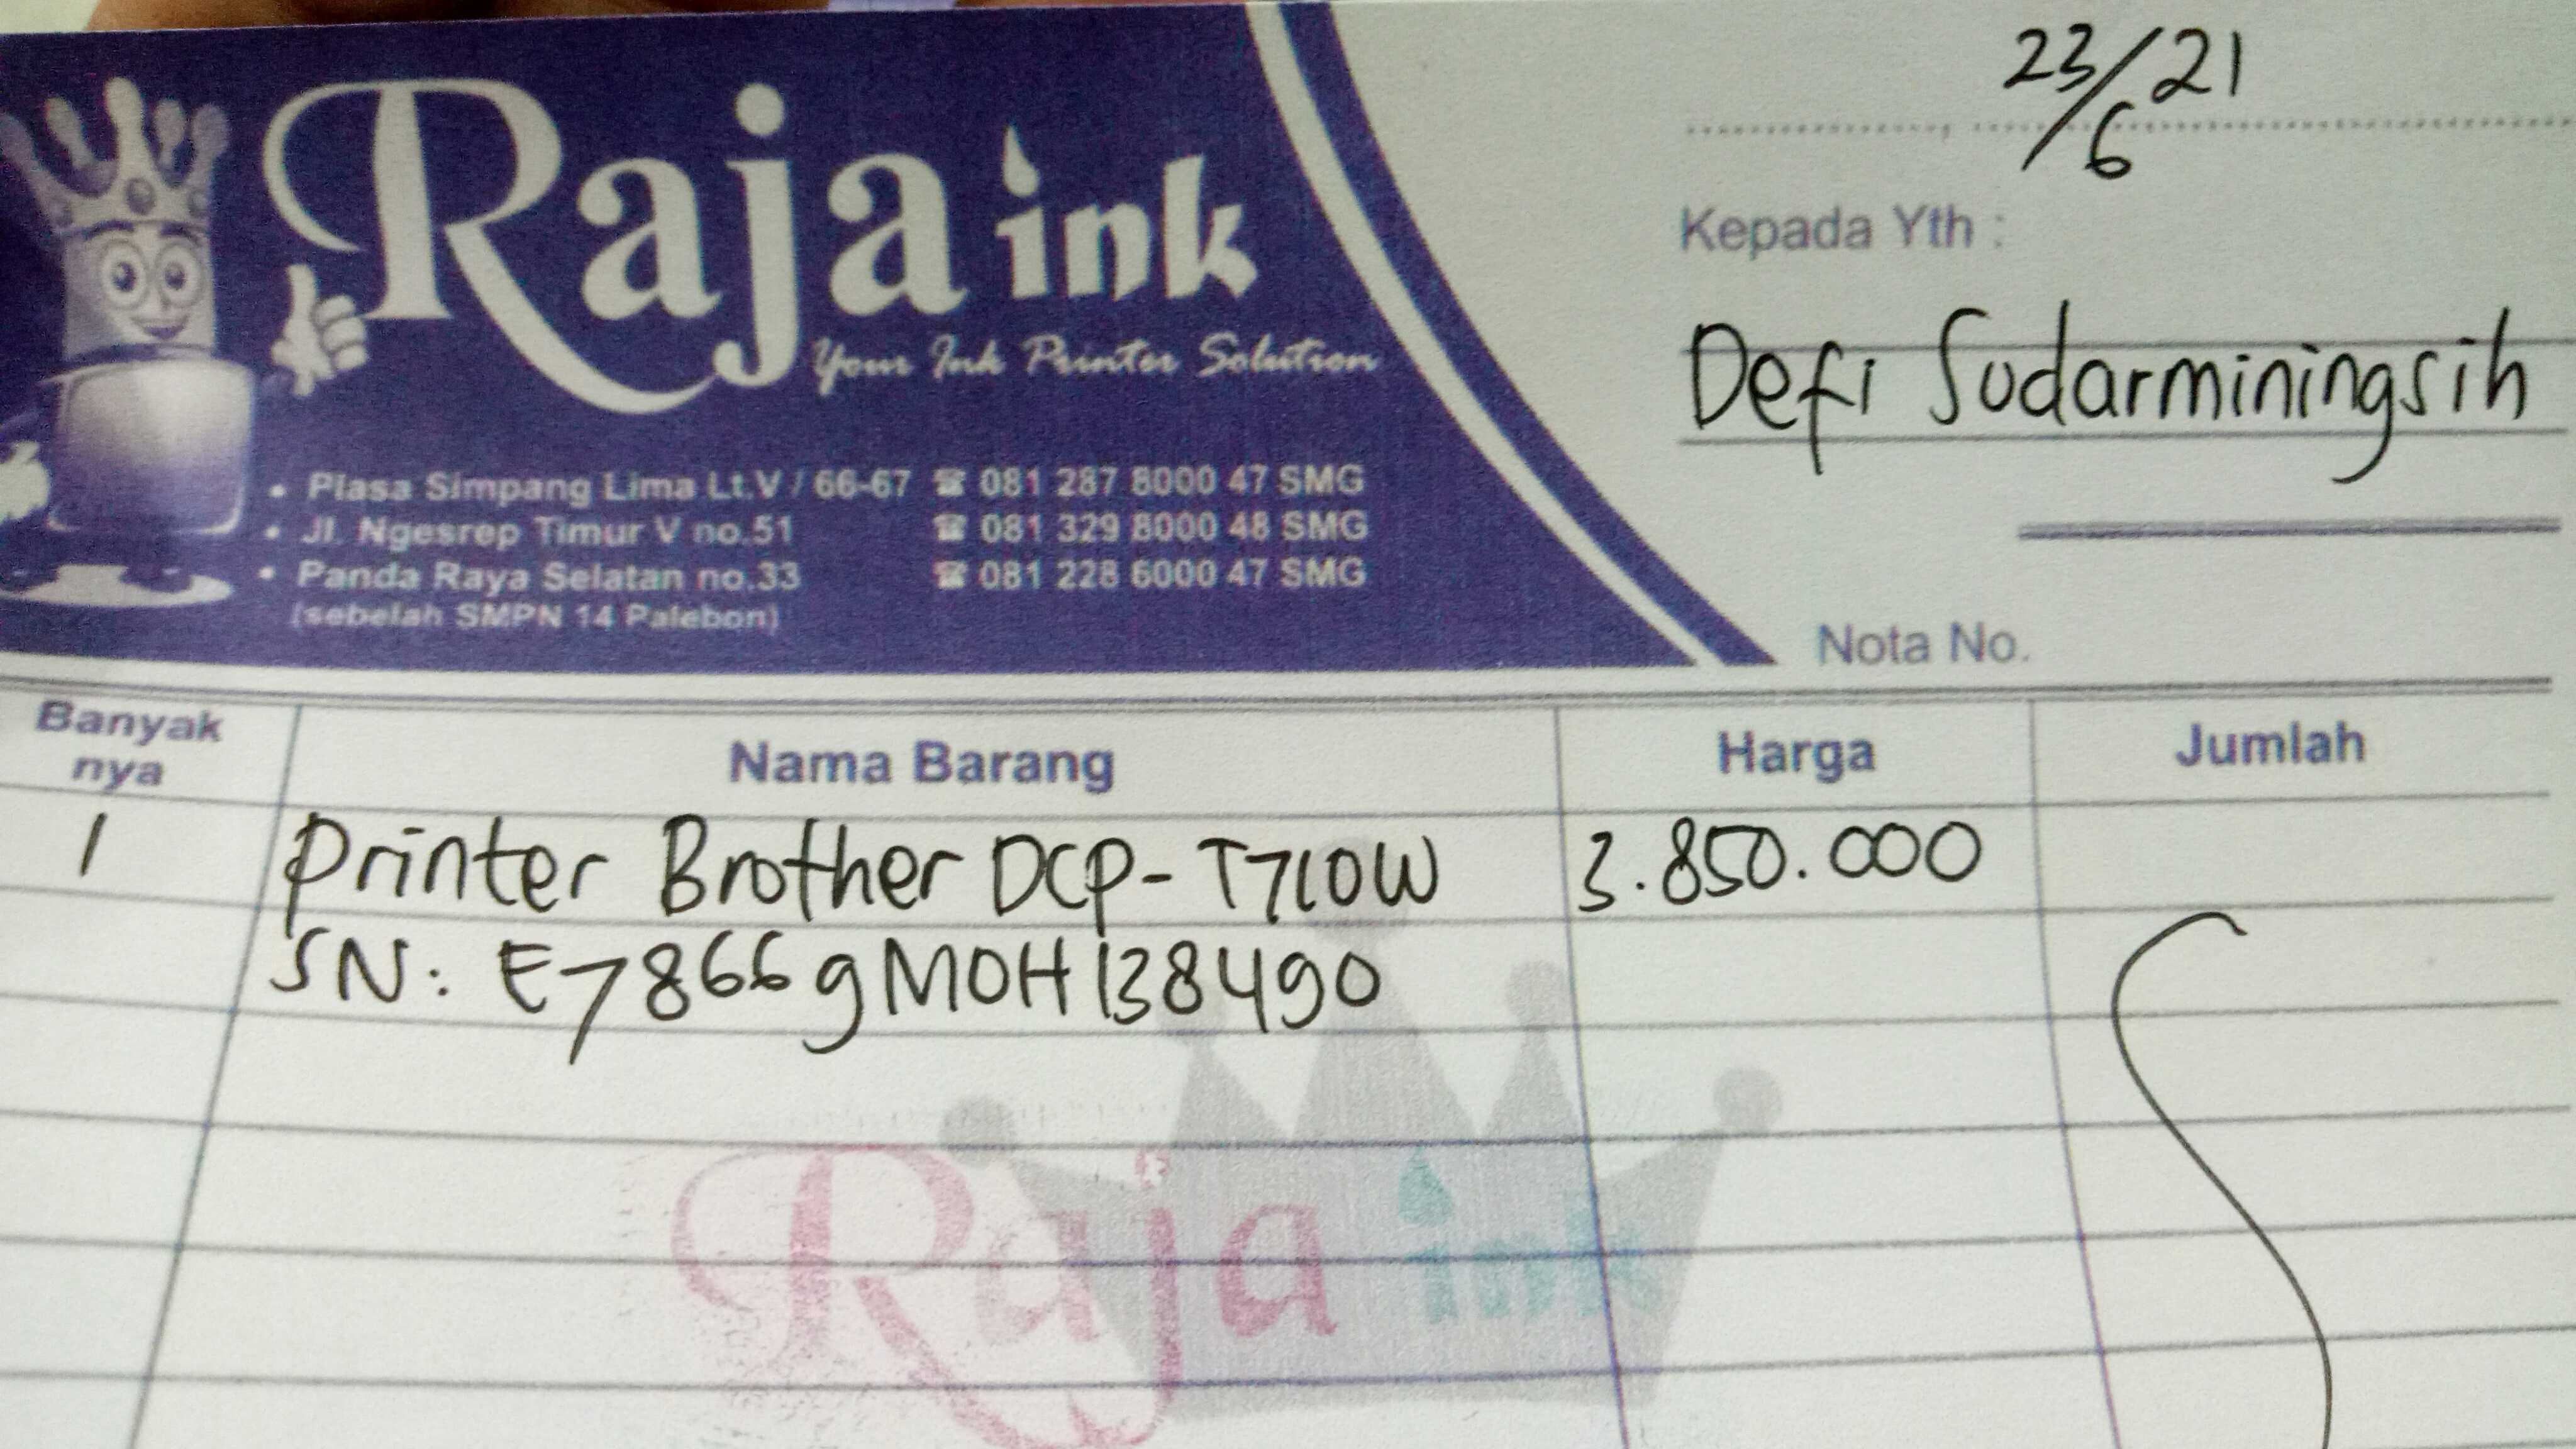 Raja ink
Your Ink Printer Solution
• Plasa Simpang Lima Lt.V / 66-67 ☎ 081 287 8000 47 SMG
• Jl. Ngesrep Timur V no.51 ☎ 081 329 8000 48 SMG
• Panda Raya Selatan no.33 ☎ 081 228 6000 47 SMG
(sebelah SMPN 14 Palebon)
23/6 21
Kepada Yth :
Defi Sudarminingsih
Nota No.
Banyak nya Nama Barang Harga Jumlah
1 Printer Brother DCP-T710W 3.850.000
SN: E78669M0H138490
Raja ink